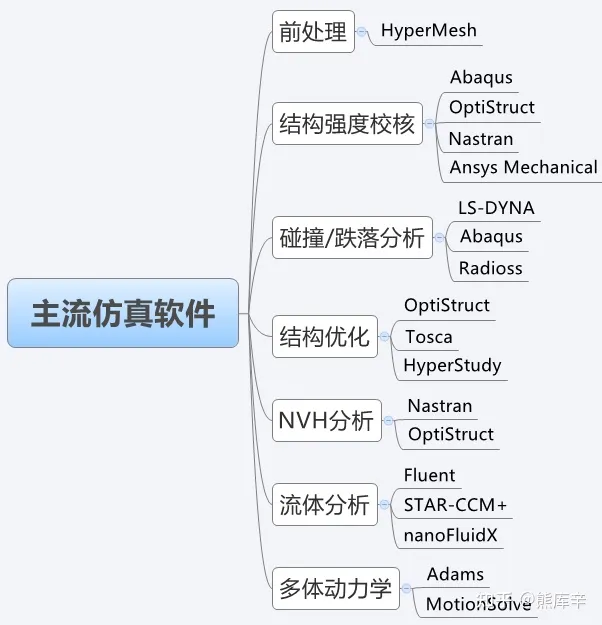 前处理
HyperMesh
结构强度校核
Abaqus
OptiStruct
Nastran
Ansys Mechanical
碰撞/跌落分析
LS-DYNA
Abaqus
Radioss
主流仿真软件
结构优化
OptiStruct
Tosca
HyperStudy
NVH分析
Nastran
OptiStruct
流体分析
Fluent
STAR-CCM+
nanoFluidX
多体动力学
Adams
MotionSolve
知乎 @熊厍辛